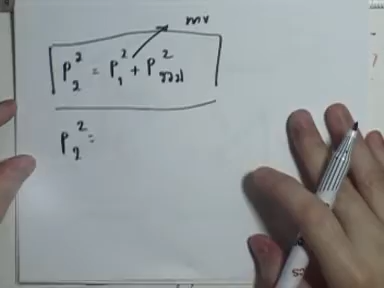 mv
P₂² = P₁² + P²
P₂² =